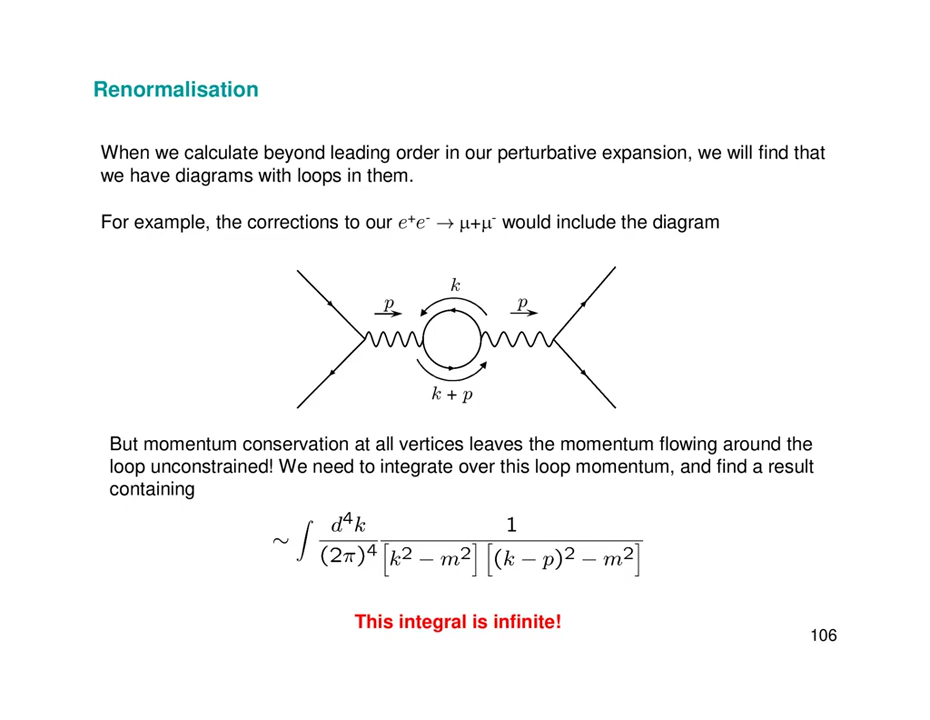 Renormalisation
When we calculate beyond leading order in our perturbative expansion, we will find that
we have diagrams with loops in them.
For example, the corrections to our e⁺e⁻ → μ+μ⁻ would include the diagram
k
p p
k + p
But momentum conservation at all vertices leaves the momentum flowing around the
loop unconstrained! We need to integrate over this loop momentum, and find a result
containing
∼ ∫ d⁴k/(2π)⁴ 1/([k² − m²] [(k − p)² − m²])
This integral is infinite!
106